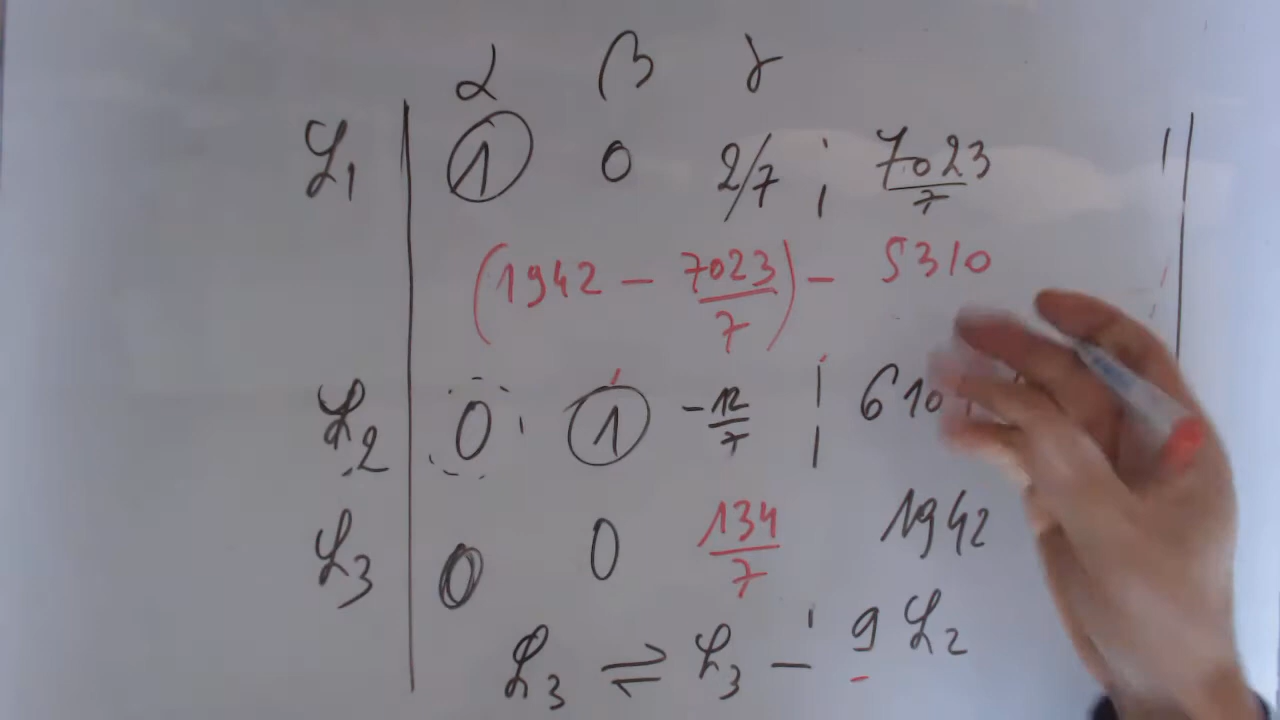 α β γ
L₁ | 1 0 2/7 ¦ 7023/7
(1942 - 7023/7) - 5310
L₂ | 0 1 -12/7 ¦
L₃ | 0 0 134/7 1942
L₃ ⇌ L₃ - 9 L₂